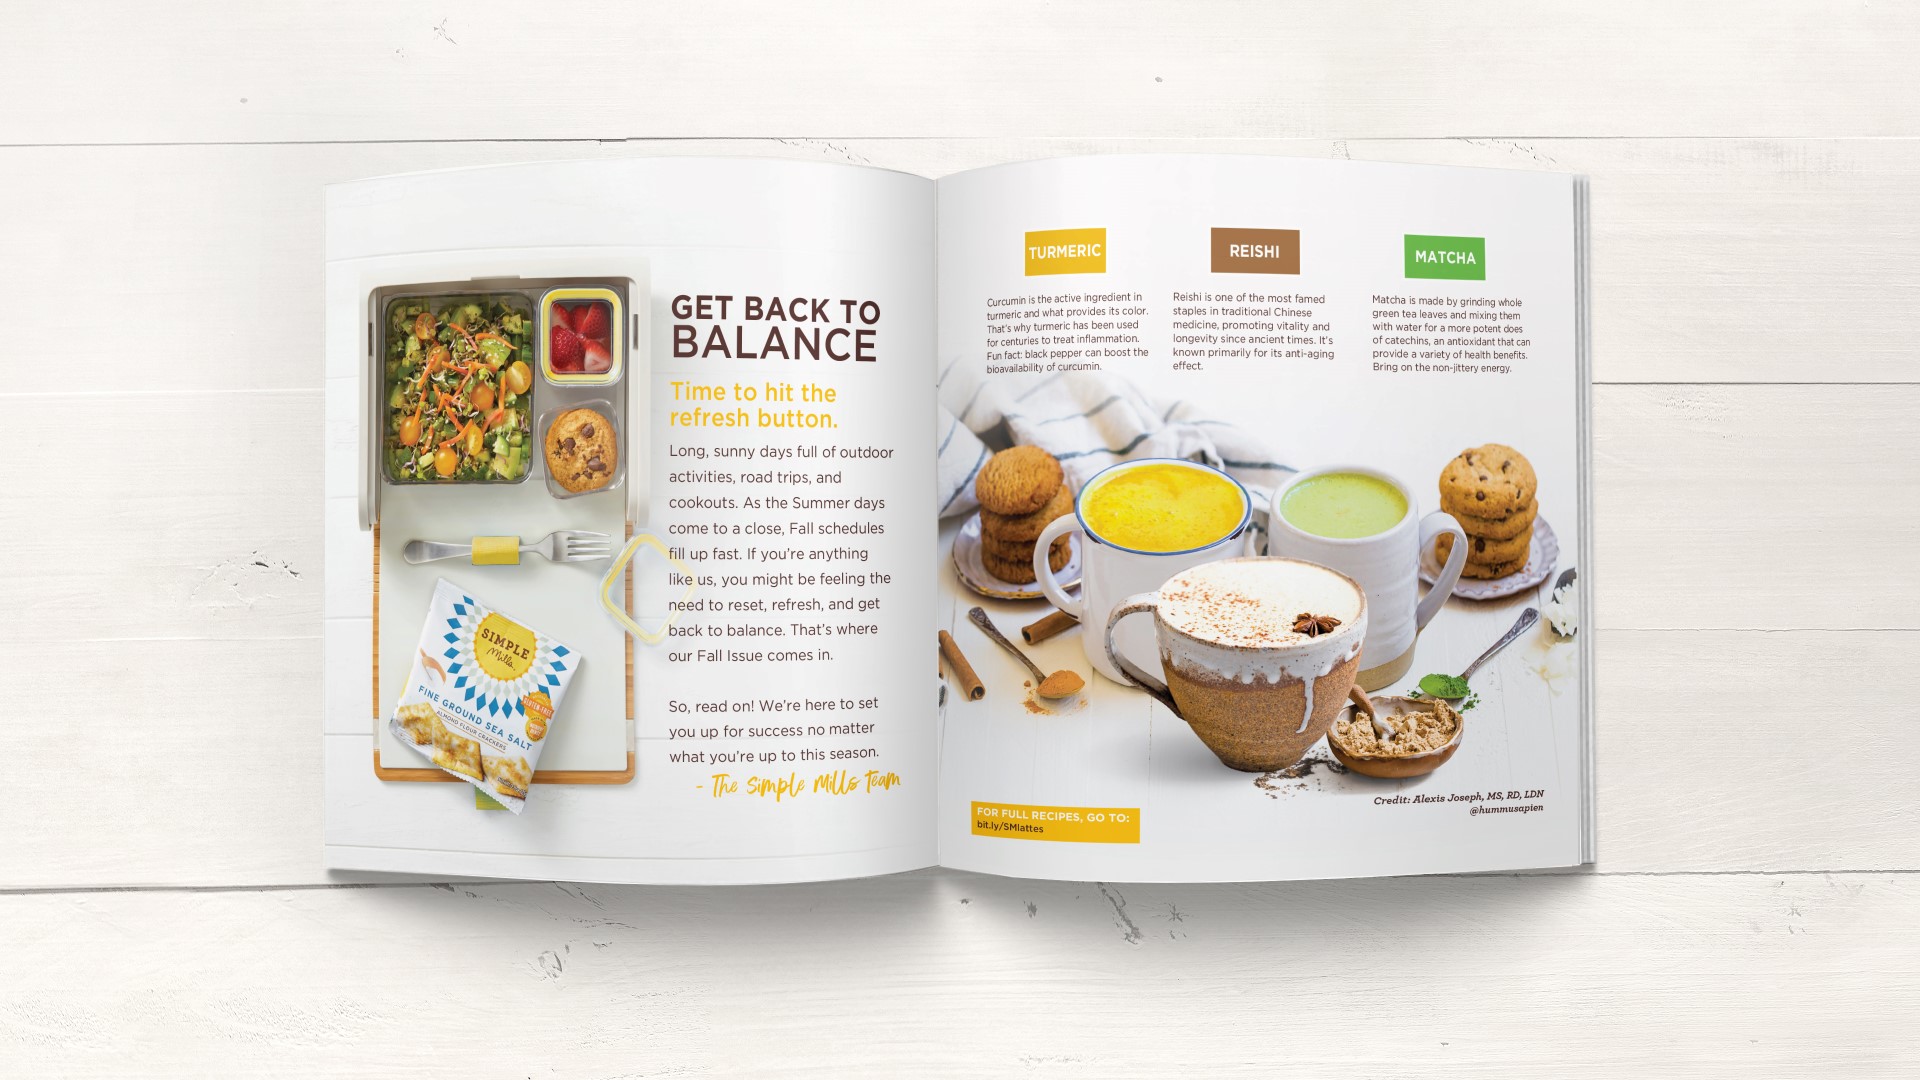 GET BACK TO
BALANCE
Time to hit the
refresh button.
Long, sunny days full of outdoor
activities, road trips, and
cookouts. As the Summer days
come to a close, Fall schedules
fill up fast. If you're anything
like us, you might be feeling the
need to reset, refresh, and get
back to balance. That's where
our Fall Issue comes in.
So, read on! We're here to set
you up for success no matter
what you're up to this season.
- The Simple Mills Team
SIMPLE
Mills
FINE GROUND SEA SALT
ALMOND FLOUR CRACKERS
GLUTEN-FREE
TURMERIC
Curcumin is the active ingredient in
turmeric and what provides its color.
That's why turmeric has been used
for centuries to treat inflammation.
Fun fact: black pepper can boost the
bioavailability of curcumin.
REISHI
Reishi is one of the most famed
staples in traditional Chinese
medicine, promoting vitality and
longevity since ancient times. It's
known primarily for its anti-aging
effect.
MATCHA
Matcha is made by grinding whole
green tea leaves and mixing them
with water for a more potent does
of catechins, an antioxidant that can
provide a variety of health benefits.
Bring on the non-jittery energy.
FOR FULL RECIPES, GO TO:
bit.ly/SMlattes
Credit: Alexis Joseph, MS, RD, LDN
@hummusapien